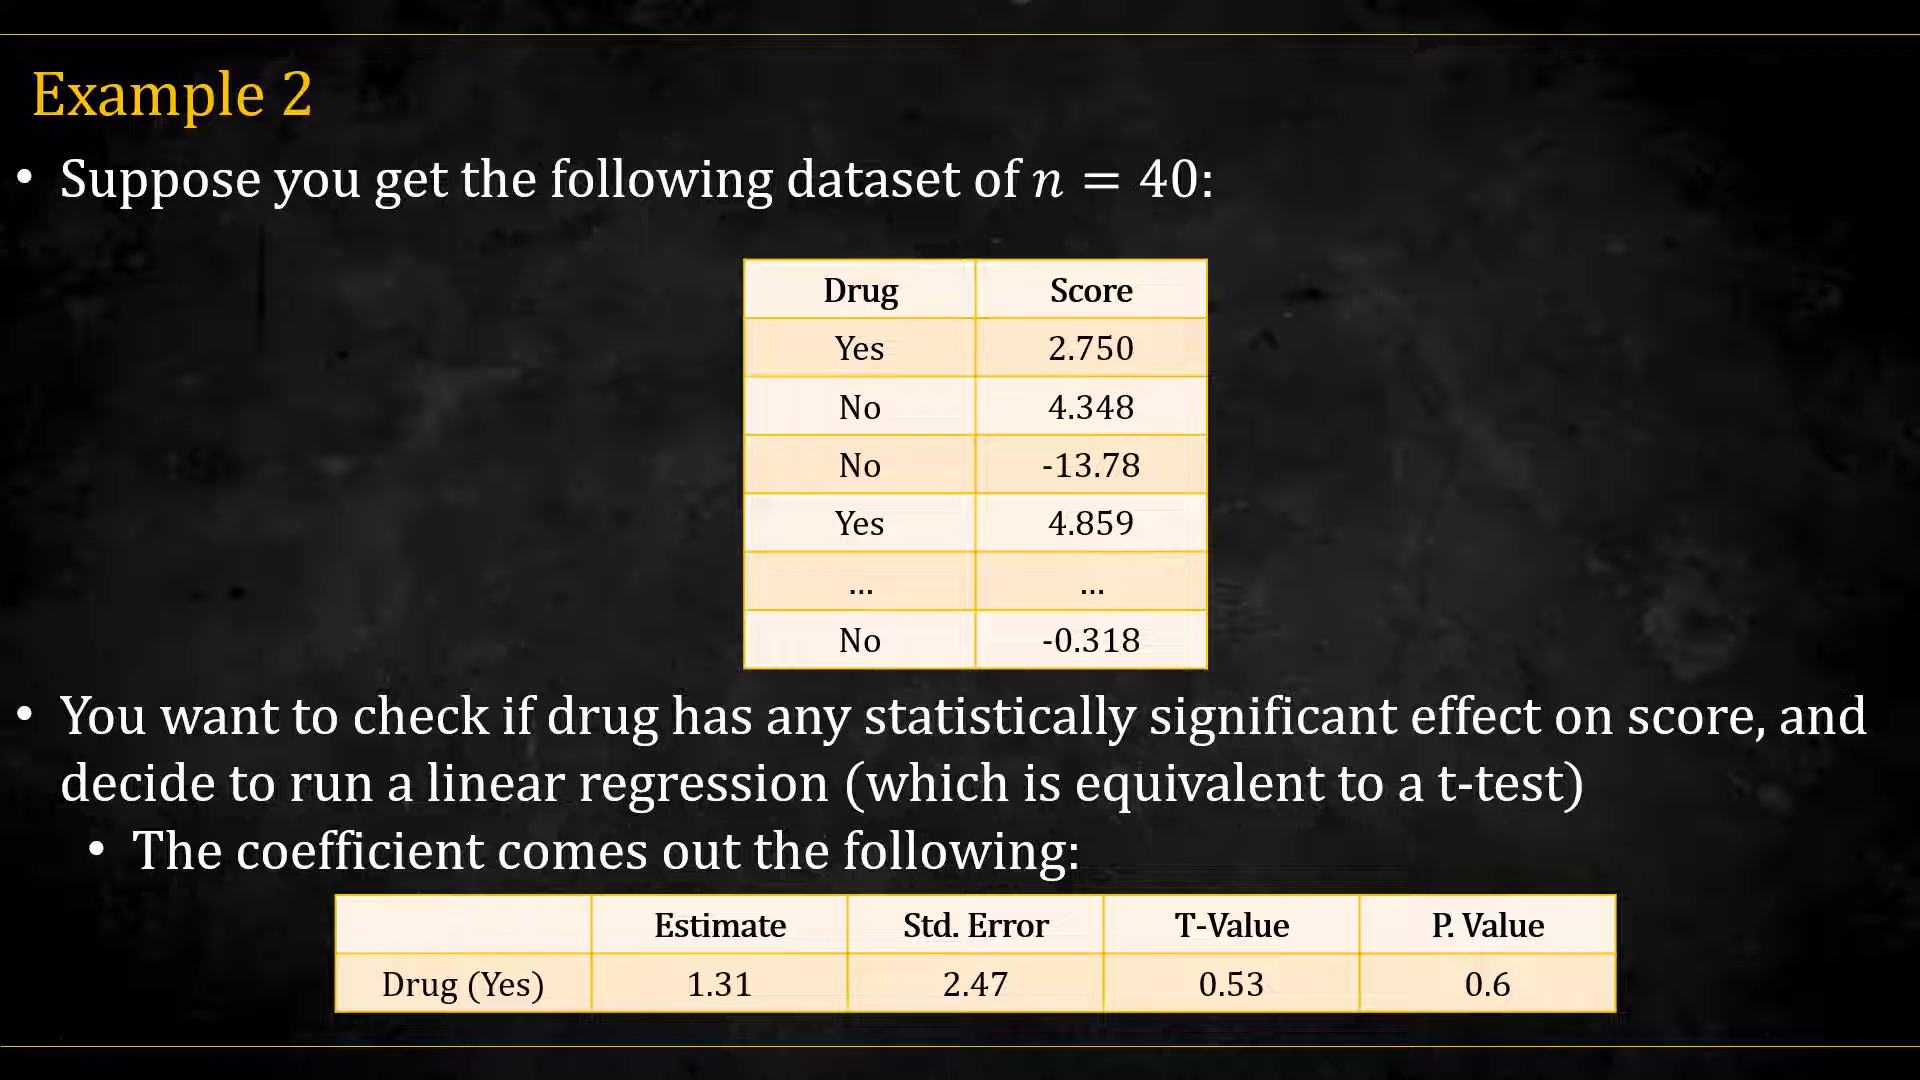 Example 2
• Suppose you get the following dataset of n = 40:
Drug Score
Yes 2.750
No 4.348
No -13.78
Yes 4.859
... ...
No -0.318
• You want to check if drug has any statistically significant effect on score, and
decide to run a linear regression (which is equivalent to a t-test)
• The coefficient comes out the following:
Estimate Std. Error T-Value P. Value
Drug (Yes) 1.31 2.47 0.53 0.6